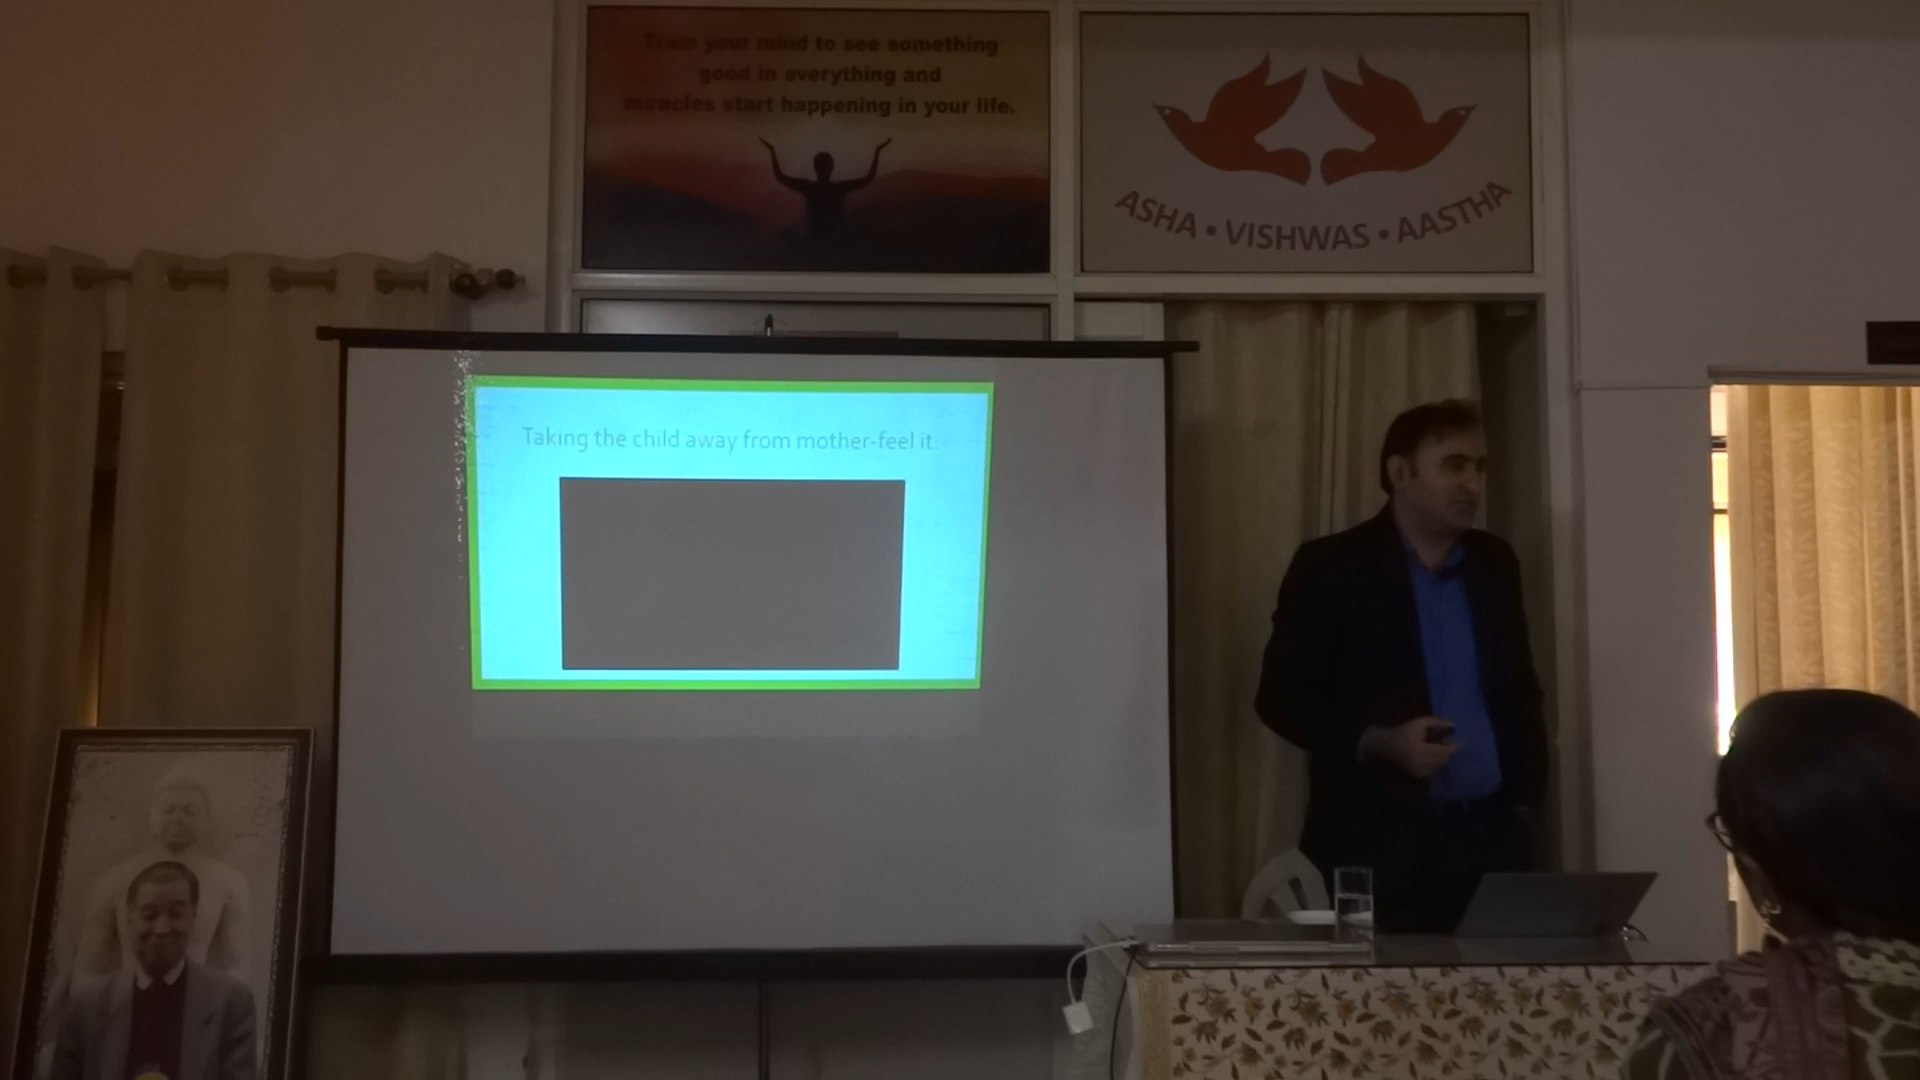 Train your mind to see something
good in everything and
miracles start happening in your life.
ASHA • VISHWAS • AASTHA
Taking the child away from mother-feel it.